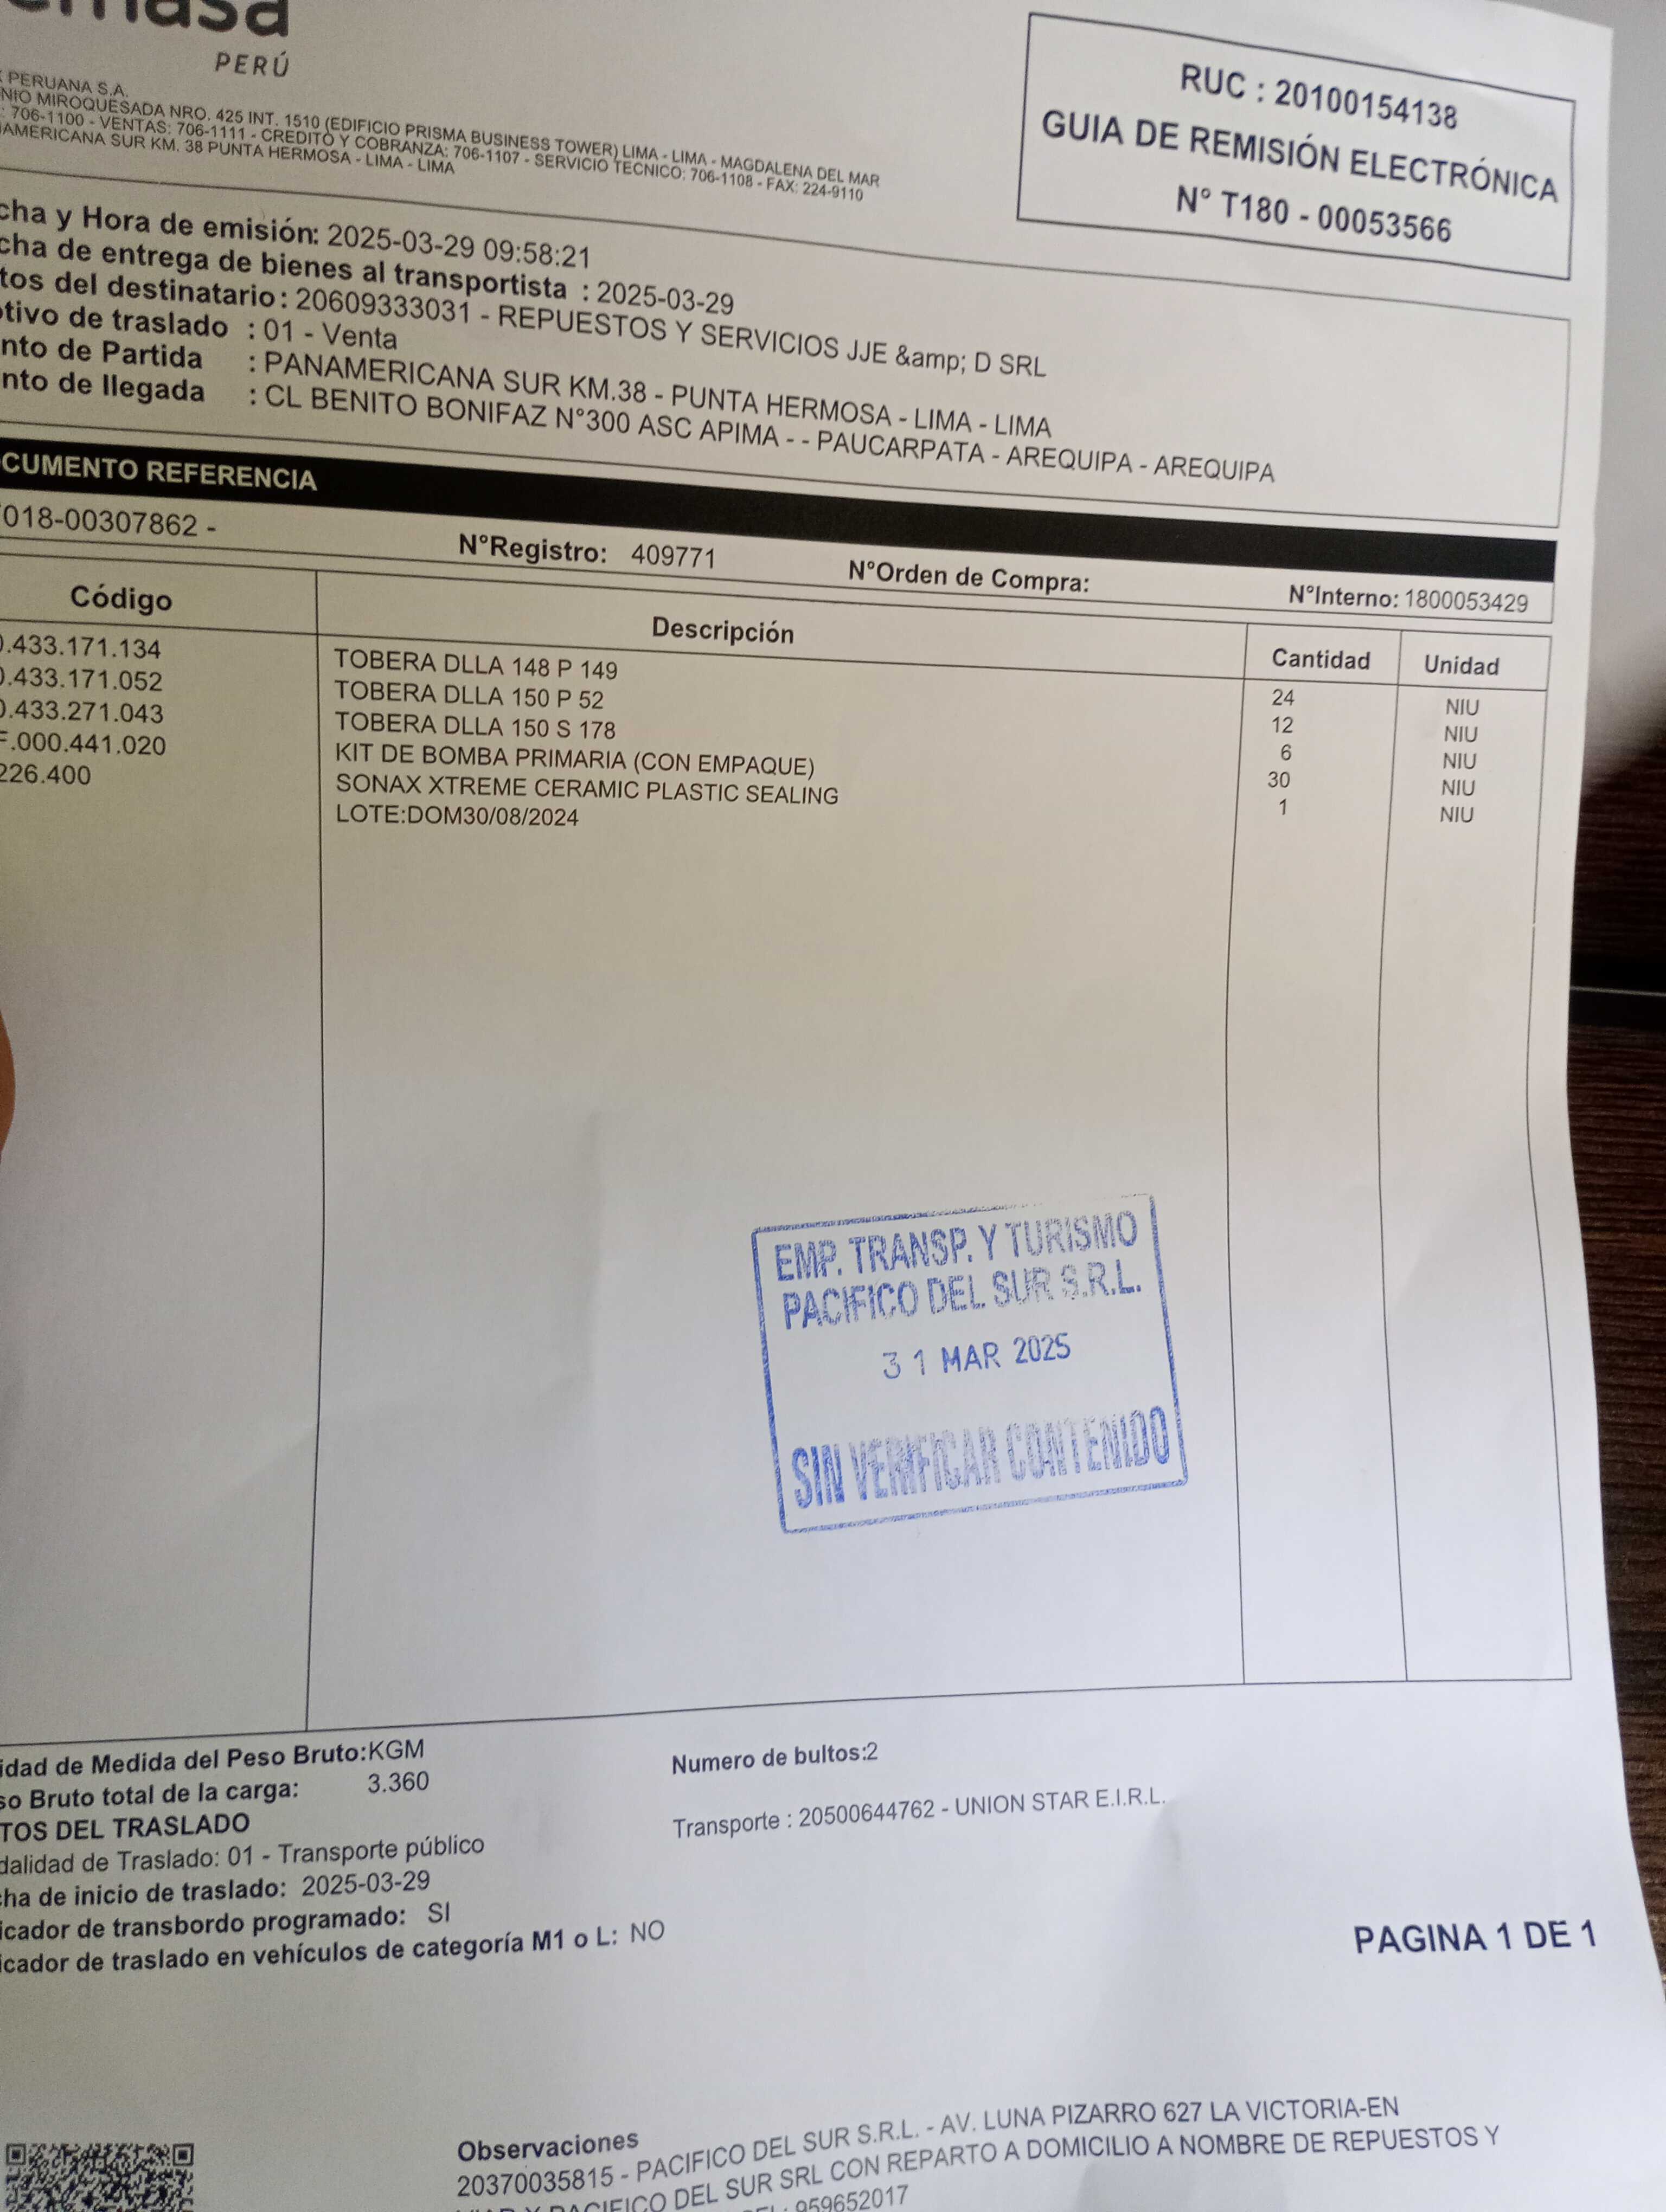 PERÚ
PERUANA S.A.
NIO MIROQUESADA NRO. 425 INT. 1510 (EDIFICIO PRISMA BUSINESS TOWER) LIMA - LIMA - MAGDALENA DEL MAR
: 706-1100 - VENTAS: 706-1111 - CREDITO Y COBRANZA: 706-1107 - SERVICIO TECNICO: 706-1108 - FAX: 224-9110
AMERICANA SUR KM. 38 PUNTA HERMOSA - LIMA - LIMA
RUC : 20100154138
GUIA DE REMISIÓN ELECTRÓNICA
N° T180 - 00053566
cha y Hora de emisión: 2025-03-29 09:58:21
cha de entrega de bienes al transportista : 2025-03-29
tos del destinatario : 20609333031 - REPUESTOS Y SERVICIOS JJE &amp; D SRL
otivo de traslado : 01 - Venta
nto de Partida : PANAMERICANA SUR KM.38 - PUNTA HERMOSA - LIMA - LIMA
nto de llegada : CL BENITO BONIFAZ N°300 ASC APIMA - - PAUCARPATA - AREQUIPA - AREQUIPA
CUMENTO REFERENCIA
018-00307862 - N°Registro: 409771 N°Orden de Compra: N°Interno: 1800053429
Código Descripción Cantidad Unidad
.433.171.134 TOBERA DLLA 148 P 149 24 NIU
.433.171.052 TOBERA DLLA 150 P 52 12 NIU
.433.271.043 TOBERA DLLA 150 S 178 6 NIU
F.000.441.020 KIT DE BOMBA PRIMARIA (CON EMPAQUE) 30 NIU
226.400 SONAX XTREME CERAMIC PLASTIC SEALING 1 NIU
LOTE:DOM30/08/2024
EMP. TRANSP. Y TURISMO
PACIFICO DEL SUR S.R.L.
31 MAR 2025
SIN VERIFICAR CONTENIDO
idad de Medida del Peso Bruto:KGM Numero de bultos:2
so Bruto total de la carga: 3.360
TOS DEL TRASLADO Transporte : 20500644762 - UNION STAR E.I.R.L.
dalidad de Traslado: 01 - Transporte público
cha de inicio de traslado: 2025-03-29
icador de transbordo programado: SI
icador de traslado en vehículos de categoría M1 o L: NO
PAGINA 1 DE 1
Observaciones
20370035815 - PACIFICO DEL SUR S.R.L. - AV. LUNA PIZARRO 627 LA VICTORIA-EN
PACIFICO DEL SUR SRL CON REPARTO A DOMICILIO A NOMBRE DE REPUESTOS Y
: 959652017